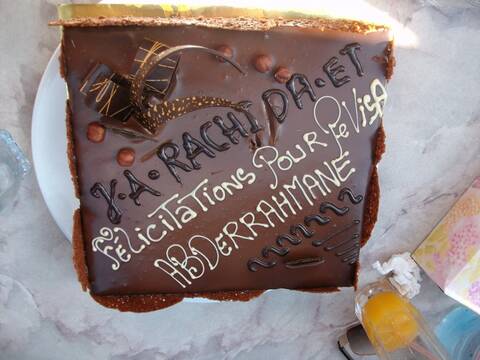 Y·A·RACHIDA·ET
FÉLiCiTATiONS POUR Le ViSA
ABDERRAHMANE